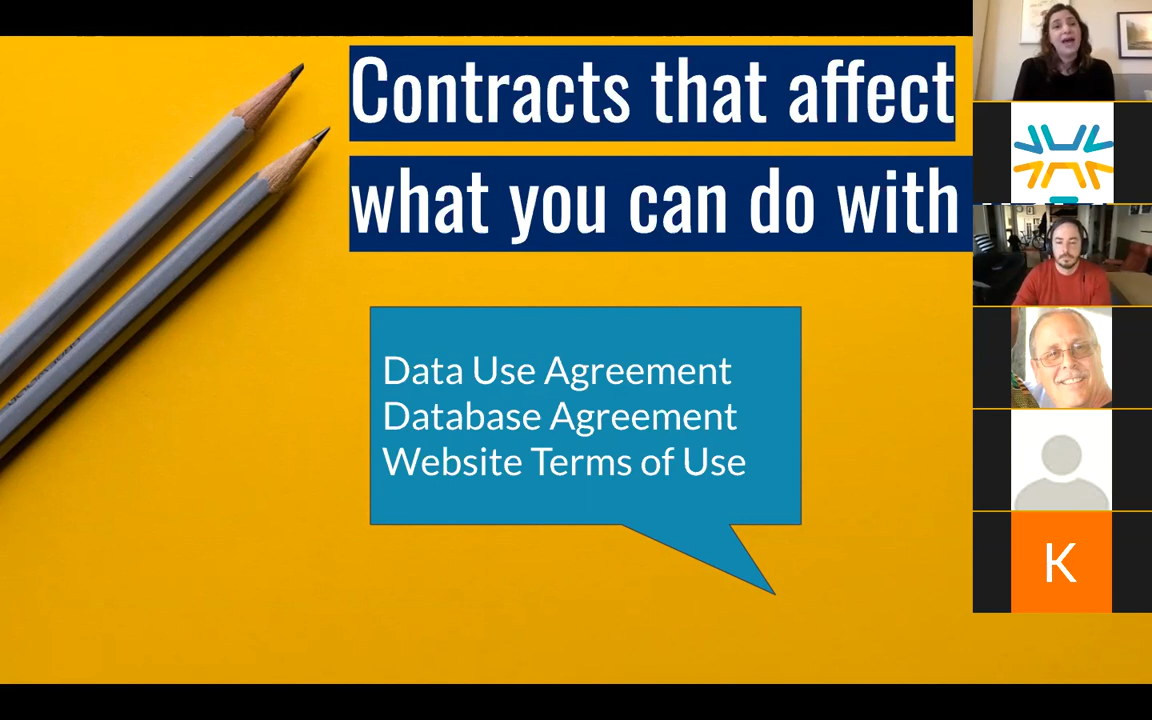 Contracts that affect
what you can do with
Data Use Agreement
Database Agreement
Website Terms of Use
K